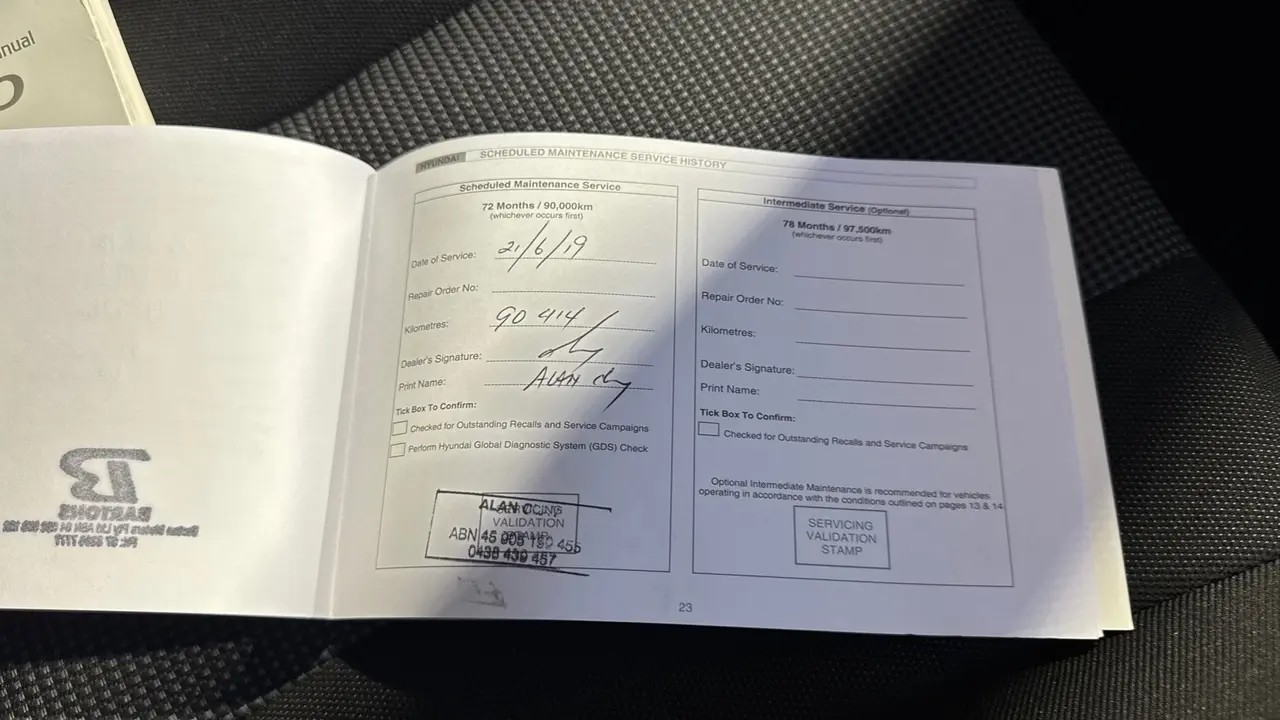 HYUNDAI SCHEDULED MAINTENANCE SERVICE HISTORY
Scheduled Maintenance Service
72 Months / 90,000km
(whichever occurs first)
Date of Service: 21/6/19
Repair Order No:
Kilometres: 90 414
Dealer's Signature:
Print Name: ALAN
Tick Box To Confirm:
Checked for Outstanding Recalls and Service Campaigns
Perform Hyundai Global Diagnostic System (GDS) Check
ALAN
SERVICING
VALIDATION
STAMP
ABN 45
0438 439 457
Intermediate Service (Optional)
78 Months / 97,500km
(whichever occurs first)
Date of Service:
Repair Order No:
Kilometres:
Dealer's Signature:
Print Name:
Tick Box To Confirm:
Checked for Outstanding Recalls and Service Campaigns
Optional Intermediate Maintenance is recommended for vehicles
operating in accordance with the conditions outlined on pages 13 & 14
SERVICING
VALIDATION
STAMP
23